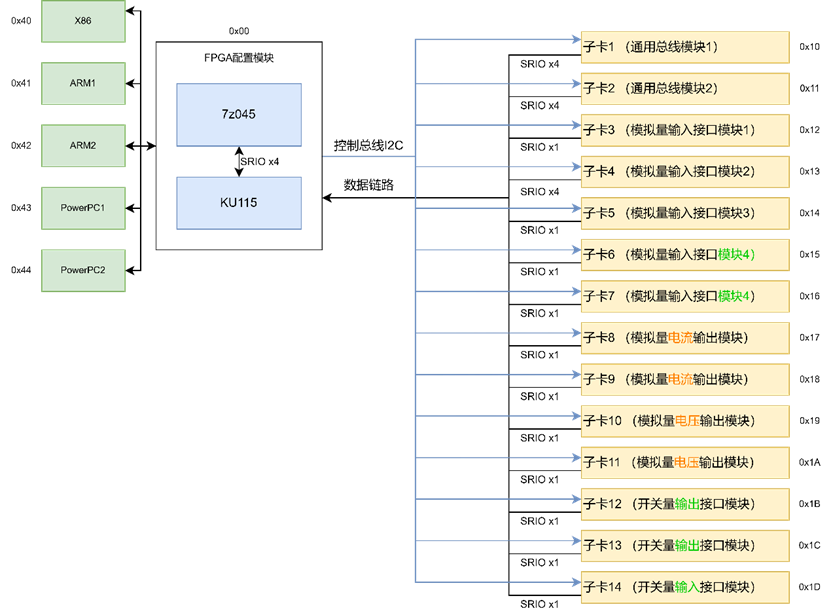 0x40
X86
0x41
ARM1
0x42
ARM2
0x43
PowerPC1
0x44
PowerPC2
0x00
FPGA配置模块
7z045
SRIO x4
KU115
控制总线I2C
数据链路
子卡1 （通用总线模块1）
0x10
SRIO x4
子卡2 （通用总线模块2）
0x11
SRIO x4
子卡3 （模拟量输入接口模块1）
0x12
SRIO x1
子卡4 （模拟量输入接口模块2）
0x13
SRIO x4
子卡5 （模拟量输入接口模块3）
0x14
SRIO x1
子卡6 （模拟量输入接口模块4）
0x15
SRIO x1
子卡7 （模拟量输入接口模块4）
0x16
SRIO x1
子卡8 （模拟量电流输出模块）
0x17
SRIO x1
子卡9 （模拟量电流输出模块）
0x18
SRIO x1
子卡10 （模拟量电压输出模块）
0x19
SRIO x1
子卡11 （模拟量电压输出模块）
0x1A
SRIO x1
子卡12 （开关量输出接口模块）
0x1B
SRIO x1
子卡13 （开关量输出接口模块）
0x1C
SRIO x1
子卡14 （开关量输入接口模块）
0x1D
SRIO x1